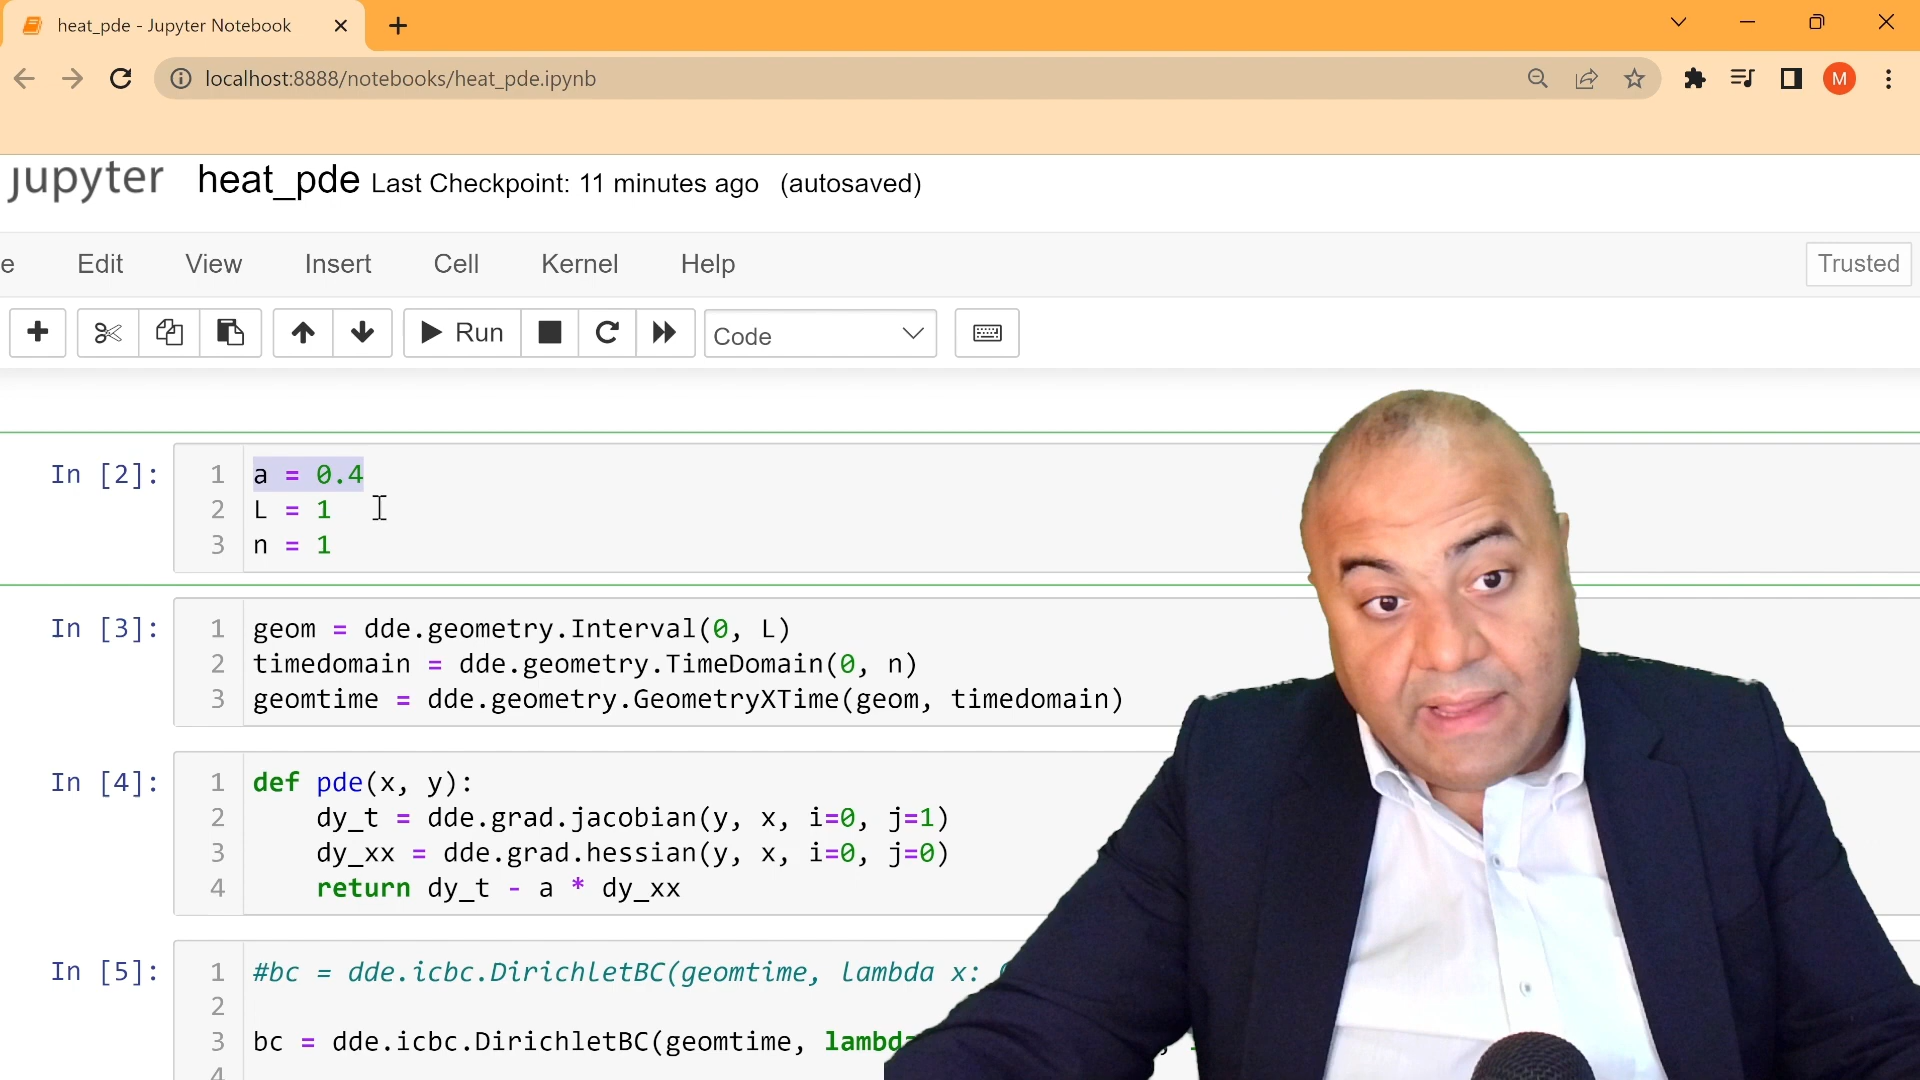 heat_pde - Jupyter Notebook
localhost:8888/notebooks/heat_pde.ipynb
M
jupyter heat_pde Last Checkpoint: 11 minutes ago (autosaved)
e Edit View Insert Cell Kernel Help Trusted
Run Code
In [2]:
1 a = 0.4
2 L = 1
3 n = 1
In [3]:
1 geom = dde.geometry.Interval(0, L)
2 timedomain = dde.geometry.TimeDomain(0, n)
3 geomtime = dde.geometry.GeometryXTime(geom, timedomain)
In [4]:
1 def pde(x, y):
2 dy_t = dde.grad.jacobian(y, x, i=0, j=1)
3 dy_xx = dde.grad.hessian(y, x, i=0, j=0)
4 return dy_t - a * dy_xx
In [5]:
1 #bc = dde.icbc.DirichletBC(geomtime, lambda x:
2
3 bc = dde.icbc.DirichletBC(geomtime,
4